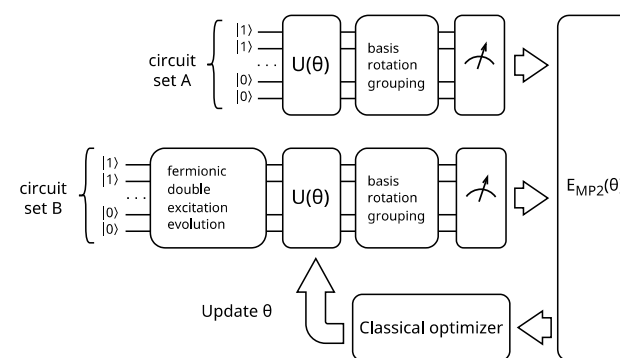 circuit
set A
|1⟩
|1⟩
...
|0⟩
|0⟩
U(θ)
basis
rotation
grouping
circuit
set B
|1⟩
|1⟩
...
|0⟩
|0⟩
fermionic
double
excitation
evolution
U(θ)
basis
rotation
grouping
E_MP2(θ)
Update θ
Classical optimizer